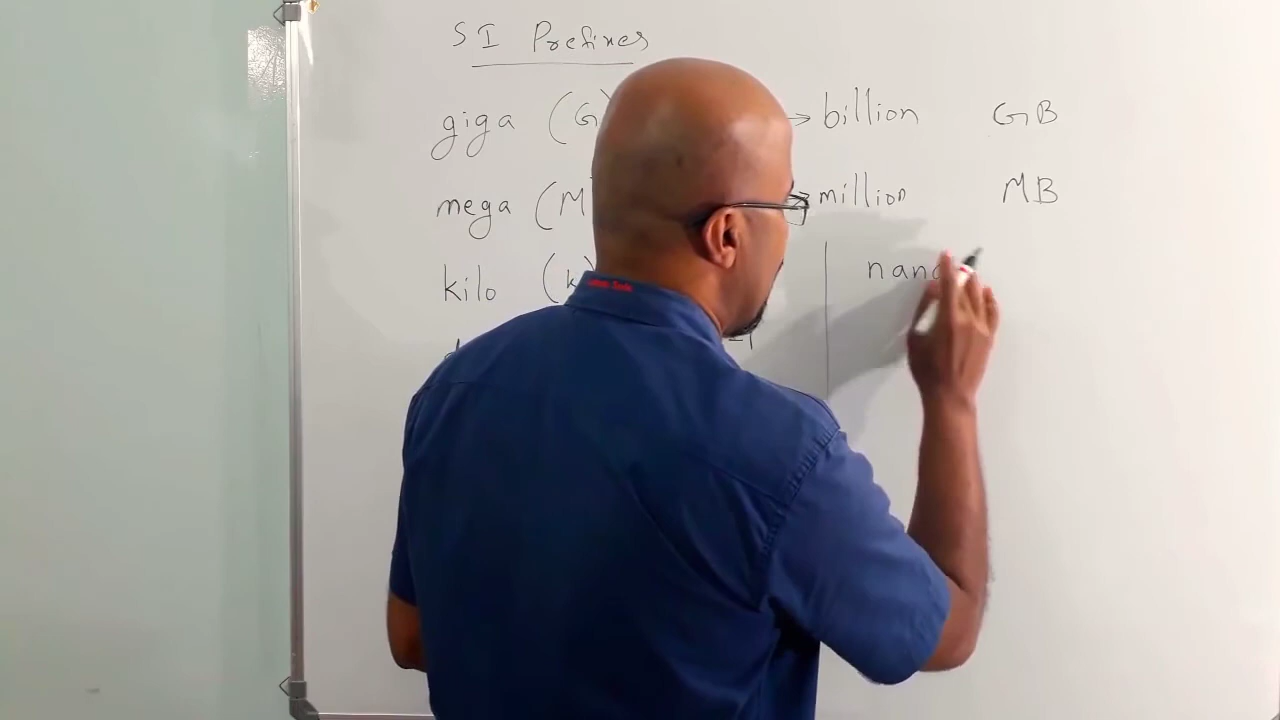 SI Prefixes
giga (G) → billion GB
mega (M → million MB
kilo (k)
nano